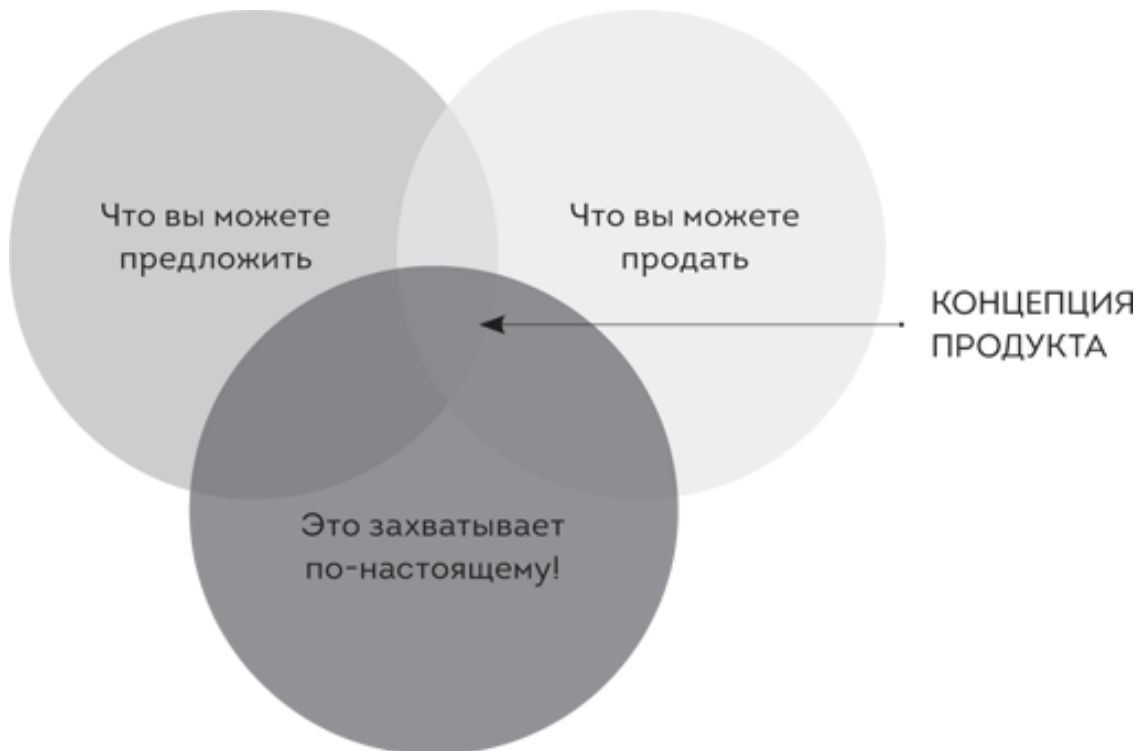 Что вы можете
предложить
Что вы можете
продать
КОНЦЕПЦИЯ
ПРОДУКТА
Это захватывает
по-настоящему!